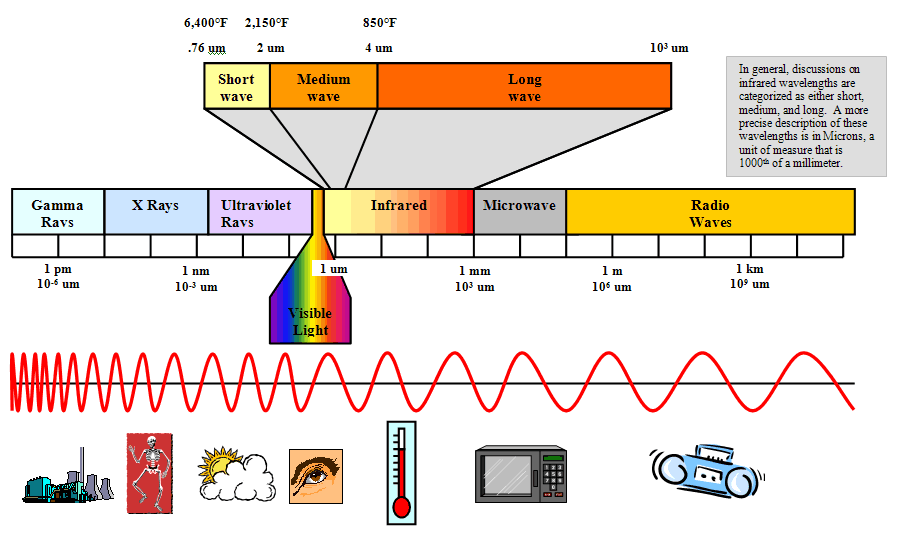 6,400°F 2,150°F 850°F
.76 um 2 um 4 um 10³ um
Short
wave
Medium
wave
Long
wave
In general, discussions on
infrared wavelengths are
categorized as either short,
medium, and long. A more
precise description of these
wavelengths is in Microns, a
unit of measure that is
1000th of a millimeter.
Gamma
Ravs
X Rays
Ultraviolet
Ravs
Infrared
Microwave
Radio
Waves
1 pm
10-6 um
1 nm
10-3 um
1 um
1 mm
10³ um
1 m
10⁶ um
1 km
10⁹ um
Visible
Light